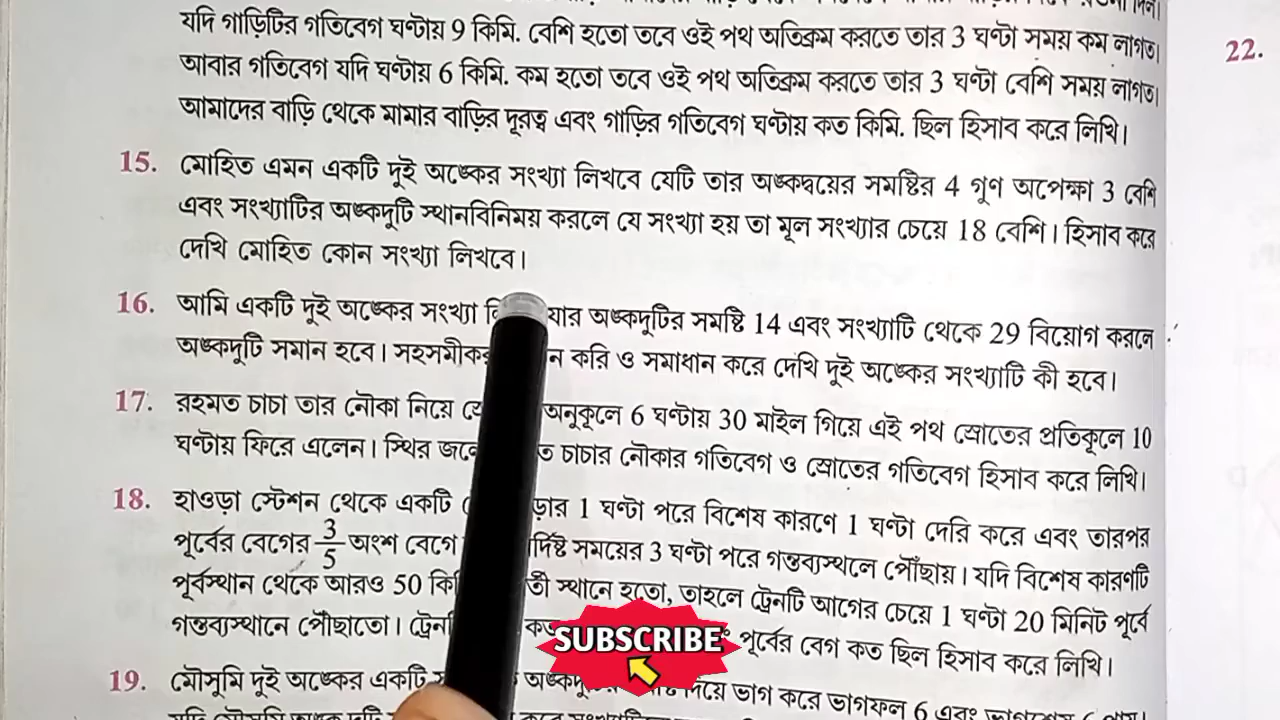 যদি গাড়িটির গতিবেগ ঘণ্টায় 9 কিমি. বেশি হতো তবে ওই পথ অতিক্রম করতে তার 3 ঘণ্টা সময় কম লাগত।
আবার গতিবেগ যদি ঘণ্টায় 6 কিমি. কম হতো তবে ওই পথ অতিক্রম করতে তার 3 ঘণ্টা বেশি সময় লাগত।
আমাদের বাড়ি থেকে মামার বাড়ির দূরত্ব এবং গাড়ির গতিবেগ ঘণ্টায় কত কিমি. ছিল হিসাব করে লিখি।
22.
15. মোহিত এমন একটি দুই অঙ্কের সংখ্যা লিখবে যেটি তার অঙ্কদ্বয়ের সমষ্টির 4 গুণ অপেক্ষা 3 বেশি
এবং সংখ্যাটির অঙ্কদুটি স্থানবিনিময় করলে যে সংখ্যা হয় তা মূল সংখ্যার চেয়ে 18 বেশি। হিসাব করে
দেখি মোহিত কোন সংখ্যা লিখবে।
16. আমি একটি দুই অঙ্কের সংখ্যা যার অঙ্কদুটির সমষ্টি 14 এবং সংখ্যাটি থেকে 29 বিয়োগ করলে
অঙ্কদুটি সমান হবে। করি ও সমাধান করে দেখি দুই অঙ্কের সংখ্যাটি কী হবে।
17. রহমত চাচা তার নৌকা নিয়ে অনুকূলে 6 ঘণ্টায় 30 মাইল গিয়ে এই পথ স্রোতের প্রতিকূলে 10
ঘণ্টায় ফিরে এলেন। স্থির চাচার নৌকার গতিবেগ ও স্রোতের গতিবেগ হিসাব করে লিখি।
18. হাওড়া স্টেশন থেকে একটি 1 ঘণ্টা পরে বিশেষ কারণে 1 ঘণ্টা দেরি করে এবং তারপর
পূর্বের বেগের 3/5 অংশ বেগে সময়ের 3 ঘণ্টা পরে গন্তব্যস্থলে পৌঁছায়। যদি বিশেষ কারণটি
পূর্বস্থান থেকে আরও 50 স্থানে হতো, তাহলে ট্রেনটি আগের চেয়ে 1 ঘণ্টা 20 মিনিট পূর্বে
গন্তব্যস্থানে পৌঁছাতো। পূর্বের বেগ কত ছিল হিসাব করে লিখি।
SUBSCRIBE
19. মৌসুমি দুই অঙ্কের একটি দিয়ে ভাগ করে ভাগফল 6 এবং